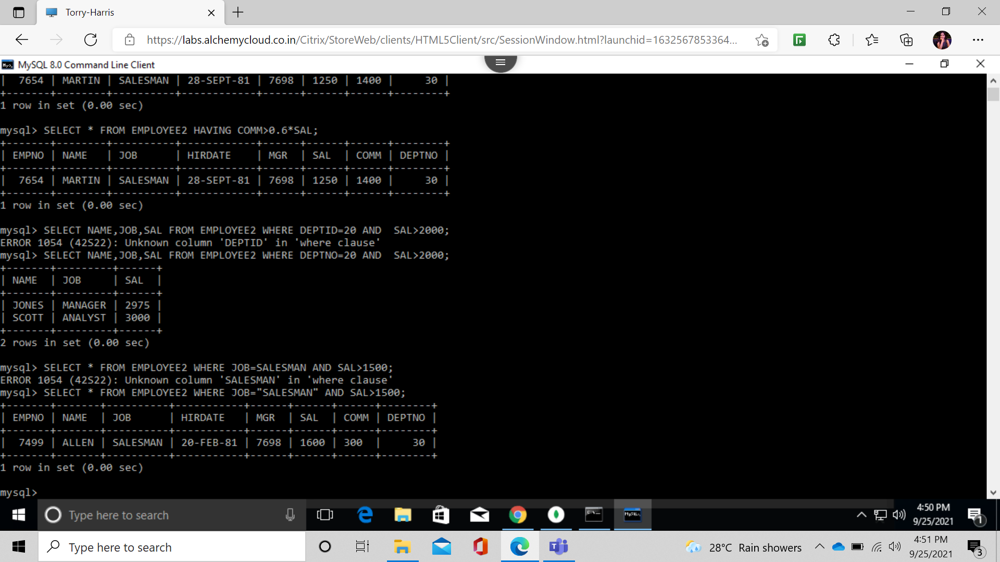 Torry-Harris
https://labs.alchemycloud.co.in/Citrix/StoreWeb/clients/HTML5Client/src/SessionWindow.html?launchid=1632567853364...
MySQL 8.0 Command Line Client
|  7654 | MARTIN | SALESMAN | 28-SEPT-81 | 7698 | 1250 | 1400 |     30 |
+-------+--------+----------+------------+------+------+------+--------+
1 row in set (0.00 sec)
mysql> SELECT * FROM EMPLOYEE2 HAVING COMM>0.6*SAL;
+-------+--------+----------+------------+------+------+------+--------+
| EMPNO | NAME   | JOB      | HIRDATE    | MGR  | SAL  | COMM | DEPTNO |
+-------+--------+----------+------------+------+------+------+--------+
|  7654 | MARTIN | SALESMAN | 28-SEPT-81 | 7698 | 1250 | 1400 |     30 |
+-------+--------+----------+------------+------+------+------+--------+
1 row in set (0.00 sec)
mysql> SELECT NAME,JOB,SAL FROM EMPLOYEE2 WHERE DEPTID=20 AND  SAL>2000;
ERROR 1054 (42S22): Unknown column 'DEPTID' in 'where clause'
mysql> SELECT NAME,JOB,SAL FROM EMPLOYEE2 WHERE DEPTNO=20 AND  SAL>2000;
+-------+---------+------+
| NAME  | JOB     | SAL  |
+-------+---------+------+
| JONES | MANAGER | 2975 |
| SCOTT | ANALYST | 3000 |
+-------+---------+------+
2 rows in set (0.00 sec)
mysql> SELECT * FROM EMPLOYEE2 WHERE JOB=SALESMAN AND SAL>1500;
ERROR 1054 (42S22): Unknown column 'SALESMAN' in 'where clause'
mysql> SELECT * FROM EMPLOYEE2 WHERE JOB="SALESMAN" AND SAL>1500;
+-------+-------+----------+-----------+------+------+------+--------+
| EMPNO | NAME  | JOB      | HIRDATE   | MGR  | SAL  | COMM | DEPTNO |
+-------+-------+----------+-----------+------+------+------+--------+
|  7499 | ALLEN | SALESMAN | 20-FEB-81 | 7698 | 1600 | 300  |     30 |
+-------+-------+----------+-----------+------+------+------+--------+
1 row in set (0.00 sec)
mysql>
Type here to search
4:50 PM
9/25/2021
1
Type here to search
28°C Rain showers
4:51 PM
9/25/2021
3